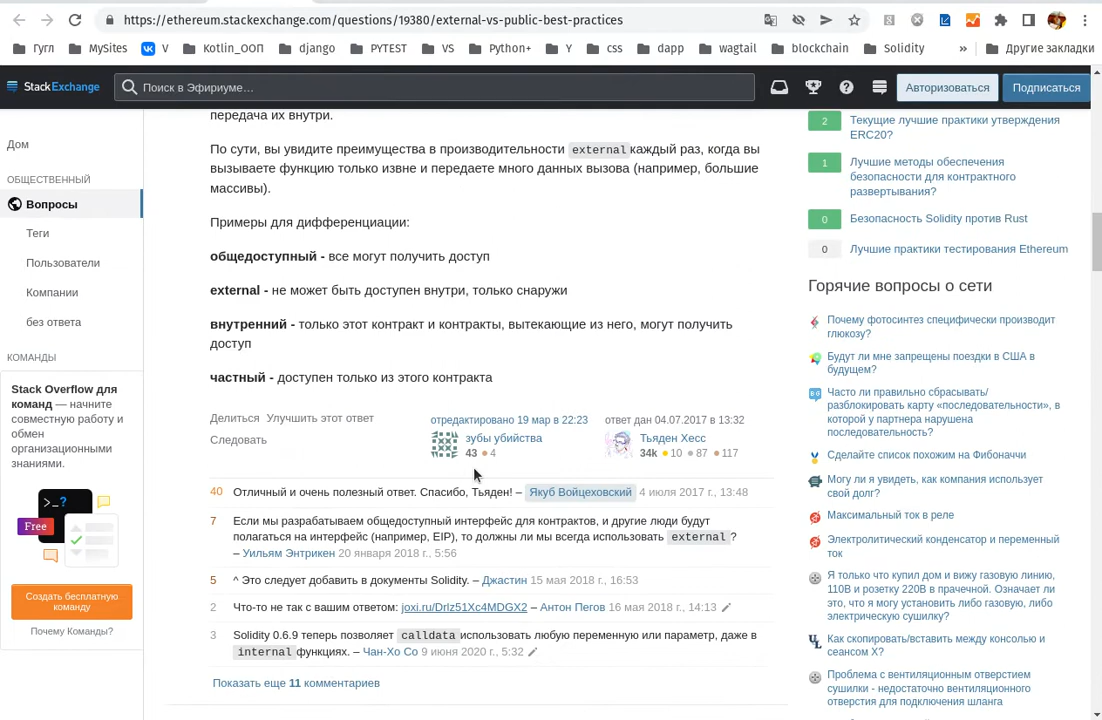 https://ethereum.stackexchange.com/questions/19380/external-vs-public-best-practices
Гугл MySites V Kotlin_ООП django PYTEST VS Python+ Y css dapp wagtail blockchain Solidity » Другие закладки
StackExchange Поиск в Эфириуме… Авторизоваться Подписаться
Дом
ОБЩЕСТВЕННЫЙ
Вопросы
Теги
Пользователи
Компании
без ответа
КОМАНДЫ
Stack Overflow для
команд — начните
совместную работу и
обмен
организационными
знаниями.
>_?
Free
Создать бесплатную
команду
Почему Команды?
передача их внутри.
По сути, вы увидите преимущества в производительности external каждый раз, когда вы
вызываете функцию только извне и передаете много данных вызова (например, большие
массивы).
Примеры для дифференциации:
общедоступный - все могут получить доступ
external - не может быть доступен внутри, только снаружи
внутренний - только этот контракт и контракты, вытекающие из него, могут получить
доступ
частный - доступен только из этого контракта
Делиться Улучшить этот ответ
Следовать
отредактировано 19 мар в 22:23
зубы убийства
43 4
ответ дан 04.07.2017 в 13:32
Тьяден Хесс
34k 10 87 117
40 Отличный и очень полезный ответ. Спасибо, Тьяден! – Якуб Войцеховский 4 июля 2017 г., 13:48
7 Если мы разрабатываем общедоступный интерфейс для контрактов, и другие люди будут
полагаться на интерфейс (например, EIP), то должны ли мы всегда использовать external ?
– Уильям Энтрикен 20 января 2018 г., 5:56
5 ^ Это следует добавить в документы Solidity. – Джастин 15 мая 2018 г., 16:53
2 Что-то не так с вашим ответом: joxi.ru/Drlz51Xc4MDGX2 – Антон Пегов 16 мая 2018 г., 14:13
3 Solidity 0.6.9 теперь позволяет calldata использовать любую переменную или параметр, даже в
internal функциях. – Чан-Хо Со 9 июня 2020 г., 5:32
Показать еще 11 комментариев
2 Текущие лучшие практики утверждения
ERC20?
1 Лучшие методы обеспечения
безопасности для контрактного
развертывания?
0 Безопасность Solidity против Rust
0 Лучшие практики тестирования Ethereum
Горячие вопросы о сети
Почему фотосинтез специфически производит
глюкозу?
Будут ли мне запрещены поездки в США в
будущем?
Часто ли правильно сбрасывать/
разблокировать карту «последовательности», в
которой у партнера нарушена
последовательность?
Сделайте список похожим на Фибоначчи
Могу ли я увидеть, как компания использует
свой долг?
Максимальный ток в реле
Электролитический конденсатор и переменный
ток
Я только что купил дом и вижу газовую линию,
110В и розетку 220В в прачечной. Означает ли
это, что я могу установить либо газовую, либо
электрическую сушилку?
Как скопировать/вставить между консолью и
сеансом X?
Проблема с вентиляционным отверстием
сушилки - недостаточно вентиляционного
отверстия для подключения шланга